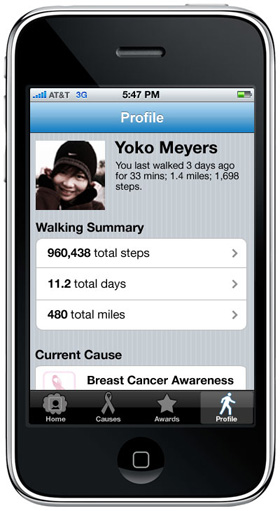 AT&T 3G 5:47 PM
Profile
Yoko Meyers
You last walked 3 days ago
for 33 mins; 1.4 miles; 1,698
steps.
Walking Summary
960,438 total steps
11.2 total days
480 total miles
Current Cause
Breast Cancer Awareness
Home Causes Awards Profile